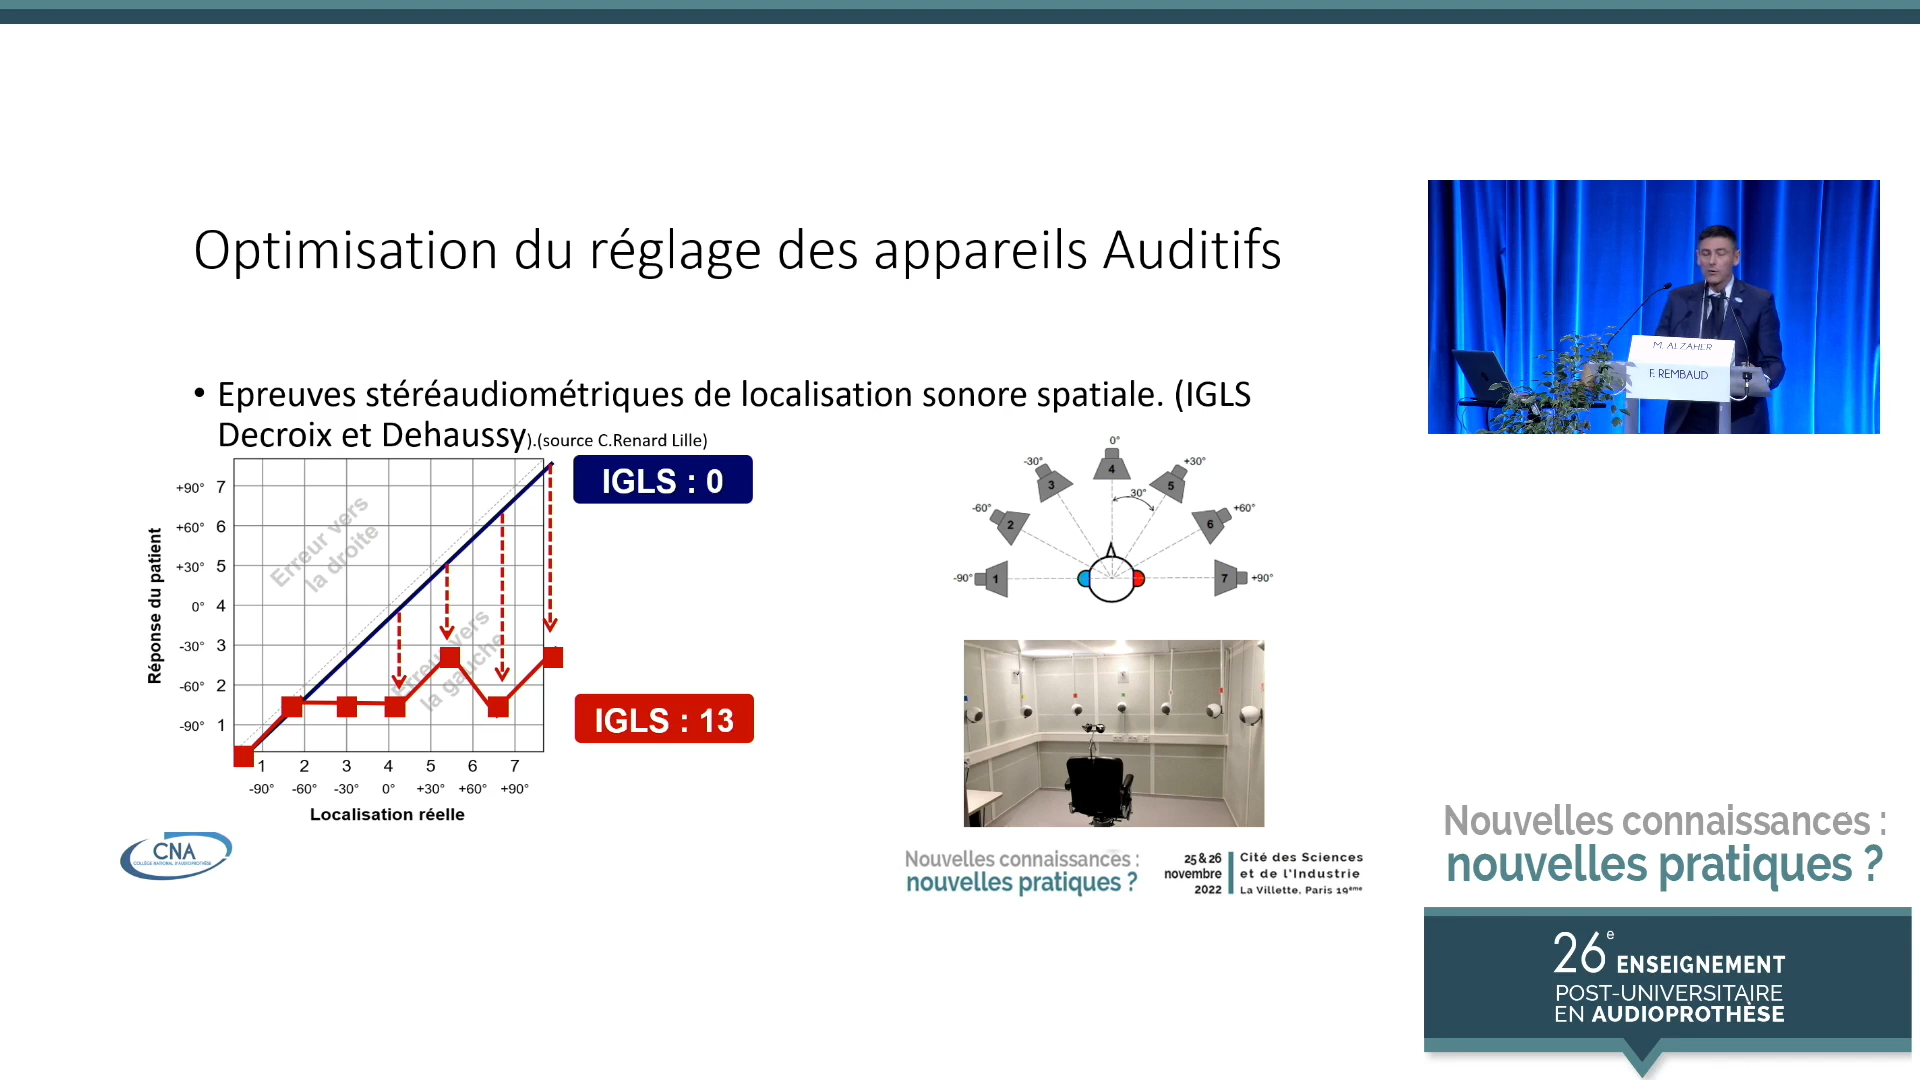 Optimisation du réglage des appareils Auditifs
• Epreuves stéréaudiométriques de localisation sonore spatiale. (IGLS
Decroix et Dehaussy).(source C.Renard Lille)
Réponse du patient
+90° 7
+60° 6
+30° 5
0° 4
-30° 3
-60° 2
-90° 1
Erreur vers
la droite
Erreur vers
la gauche
1 2 3 4 5 6 7
-90° -60° -30° 0° +30° +60° +90°
Localisation réelle
IGLS : 0
IGLS : 13
0°
-30° +30°
4
3 5
30°
-60° +60°
2 6
-90° 1 7 +90°
CNA
COLLÈGE NATIONAL D'AUDIOPROTHÈSE
Nouvelles connaissances :
nouvelles pratiques ?
25 & 26
novembre
2022
Cité des Sciences
et de l'Industrie
La Villette, Paris 19ème
M. ALZAHER
F. REMBAUD
Nouvelles connaissances :
nouvelles pratiques ?
26e ENSEIGNEMENT
POST-UNIVERSITAIRE
EN AUDIOPROTHÈSE